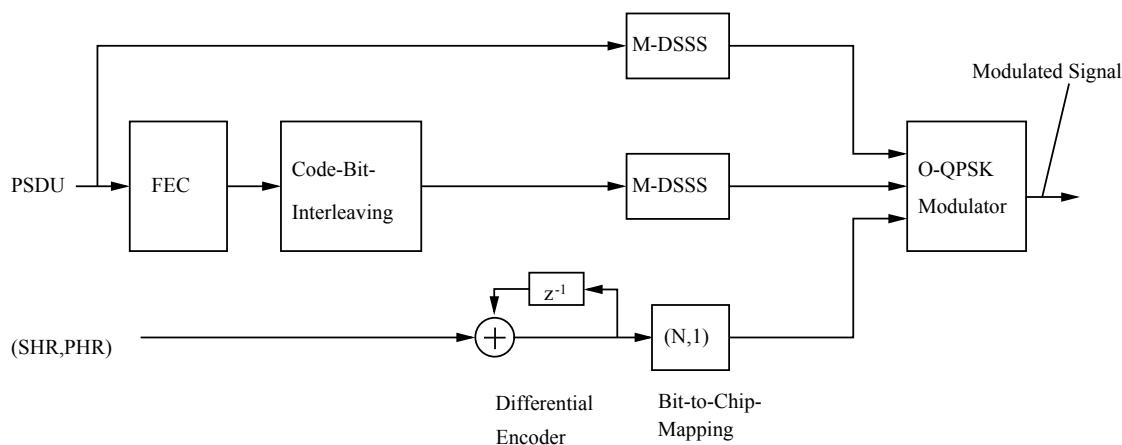 M-DSSS
Modulated Signal
PSDU
FEC
Code-Bit-
Interleaving
M-DSSS
O-QPSK
Modulator
z-1
(SHR,PHR)
+
(N,1)
Differential
Encoder
Bit-to-Chip-
Mapping